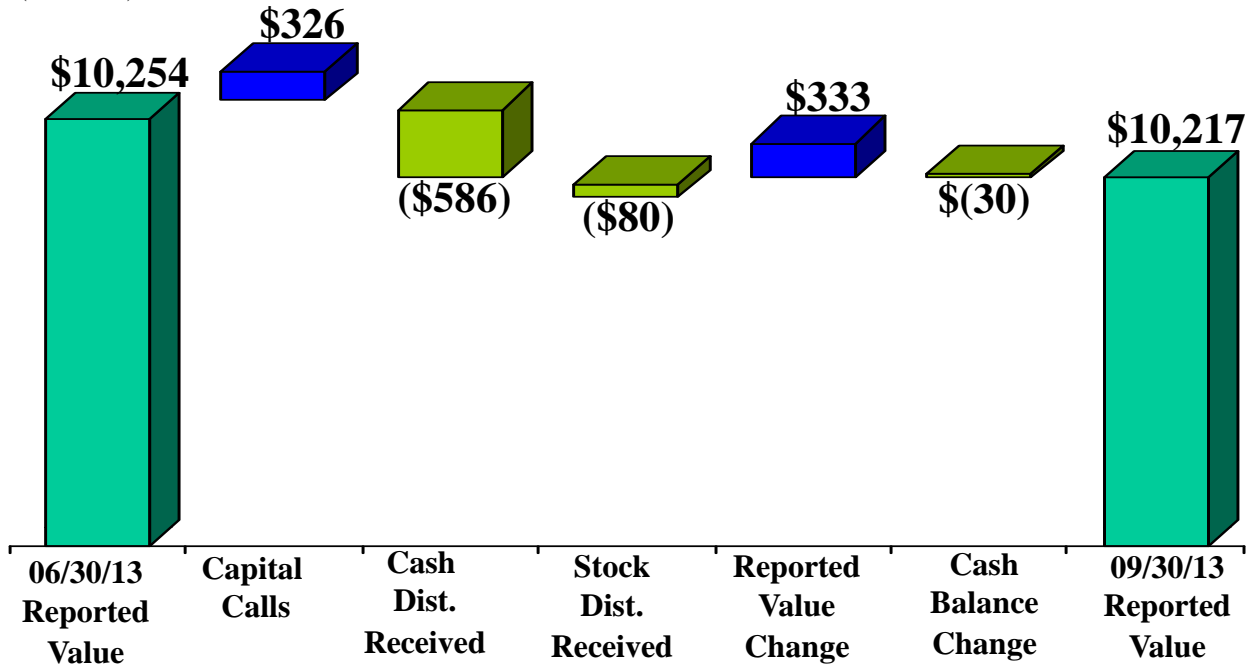 $326
$10,254
$333
$10,217
($586)
($80)
$(30)
06/30/13
Reported
Value
Capital
Calls
Cash
Dist.
Received
Stock
Dist.
Received
Reported
Value
Change
Cash
Balance
Change
09/30/13
Reported
Value